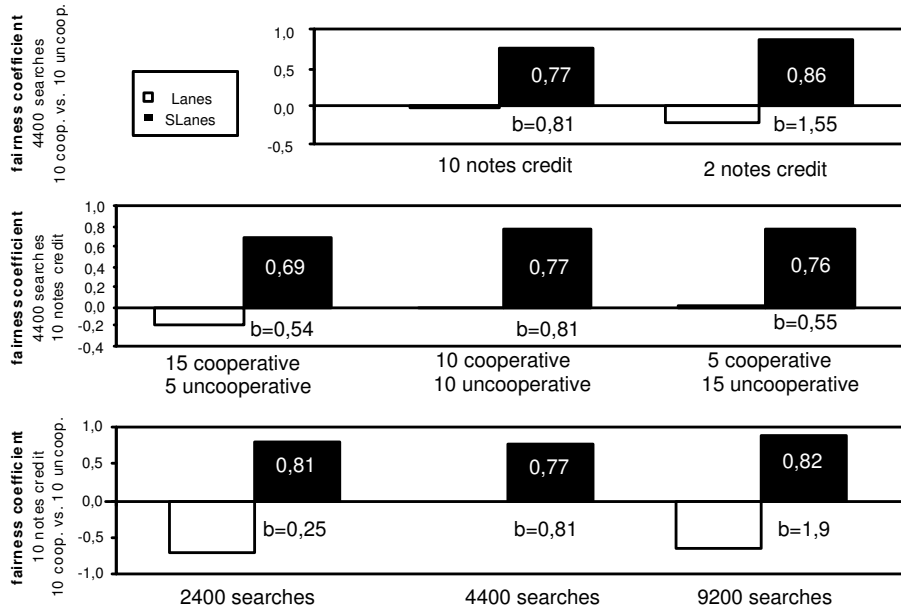 fairness coefficient
4400 searches
10 coop. vs. 10 uncoop.
Lanes
SLanes
1,0
0,5
0,0
-0,5
0,77
0,86
b=0,81
b=1,55
10 notes credit
2 notes credit
fairness coefficient
4400 searches
10 notes credit
1,0
0,8
0,6
0,4
0,2
0,0
-0,2
-0,4
0,69
0,77
0,76
b=0,54
b=0,81
b=0,55
15 cooperative
5 uncooperative
10 cooperative
10 uncooperative
5 cooperative
15 uncooperative
fairness coefficient
10 notes credit
10 coop. vs. 10 uncoop.
1,0
0,5
0,0
-0,5
-1,0
0,81
0,77
0,82
b=0,25
b=0,81
b=1,9
2400 searches
4400 searches
9200 searches